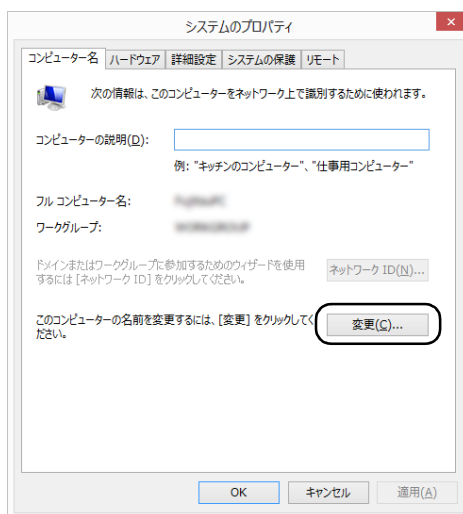 システムのプロパティ
コンピューター名 ハードウェア 詳細設定 システムの保護 リモート
次の情報は、このコンピューターをネットワーク上で識別するために使われます。
コンピューターの説明(D):
例: "キッチンのコンピューター"、"仕事用コンピューター"
フル コンピューター名:
ワークグループ:
ドメインまたはワークグループに参加するためのウィザードを使用
するには [ネットワーク ID] をクリックしてください。
ネットワーク ID(N)...
このコンピューターの名前を変更するには、[変更] をクリックしてく
ださい。
変更(C)...
OK キャンセル 適用(A)